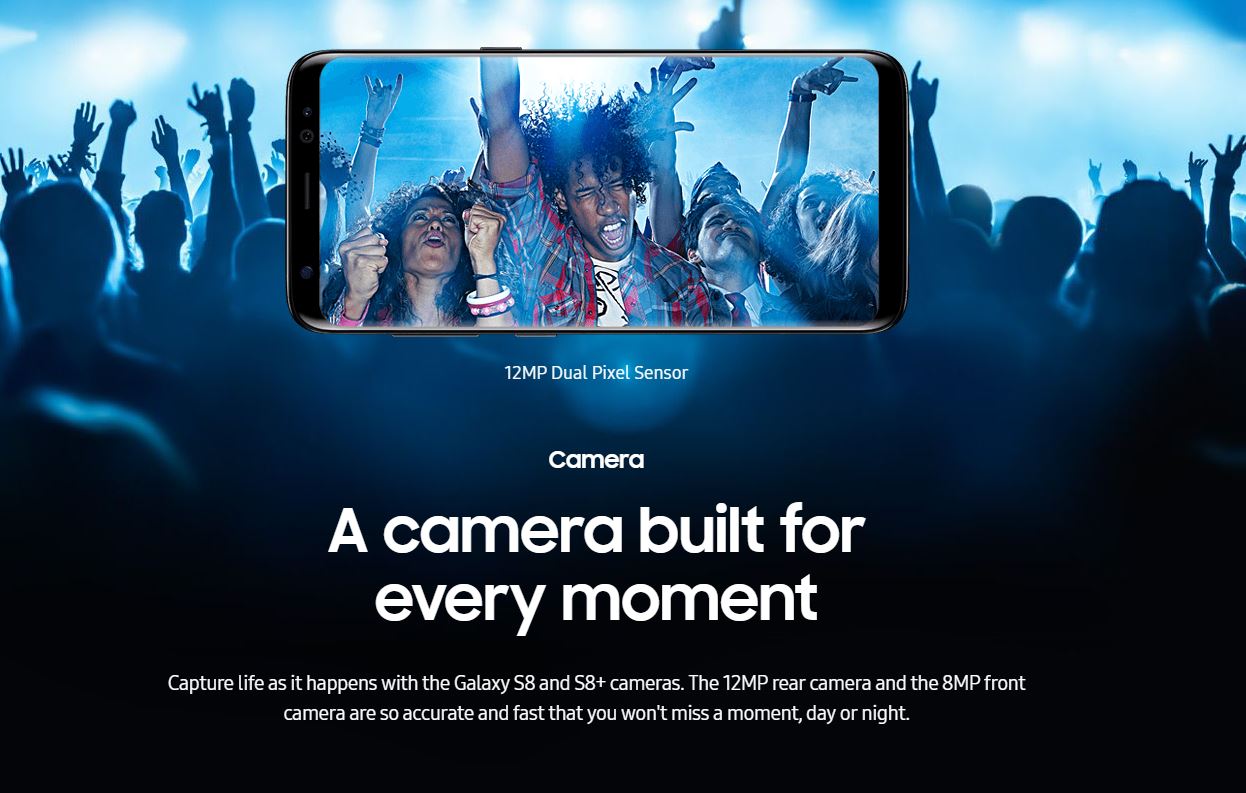 12MP Dual Pixel Sensor
Camera
A camera built for
every moment
Capture life as it happens with the Galaxy S8 and S8+ cameras. The 12MP rear camera and the 8MP front
camera are so accurate and fast that you won't miss a moment, day or night.